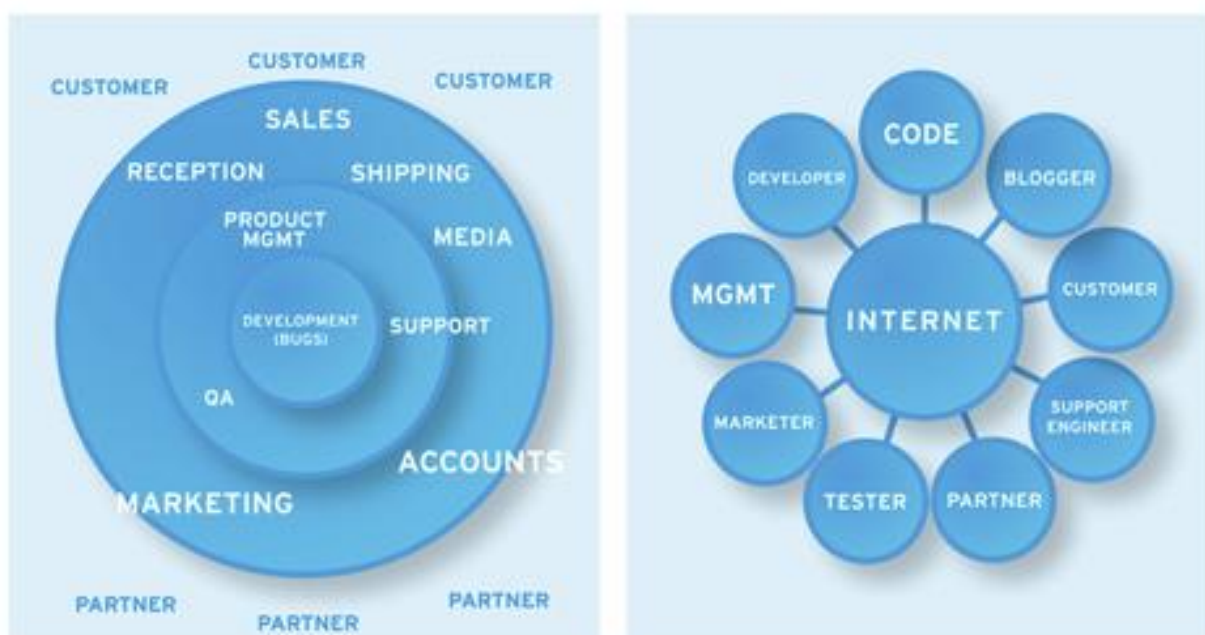 CUSTOMER
CUSTOMER
CUSTOMER
SALES
RECEPTION
SHIPPING
PRODUCT
MGMT
MEDIA
DEVELOPMENT
(BUGS)
SUPPORT
QA
ACCOUNTS
MARKETING
PARTNER
PARTNER
PARTNER
CODE
DEVELOPER
BLOGGER
MGMT
INTERNET
CUSTOMER
MARKETER
SUPPORT
ENGINEER
TESTER
PARTNER